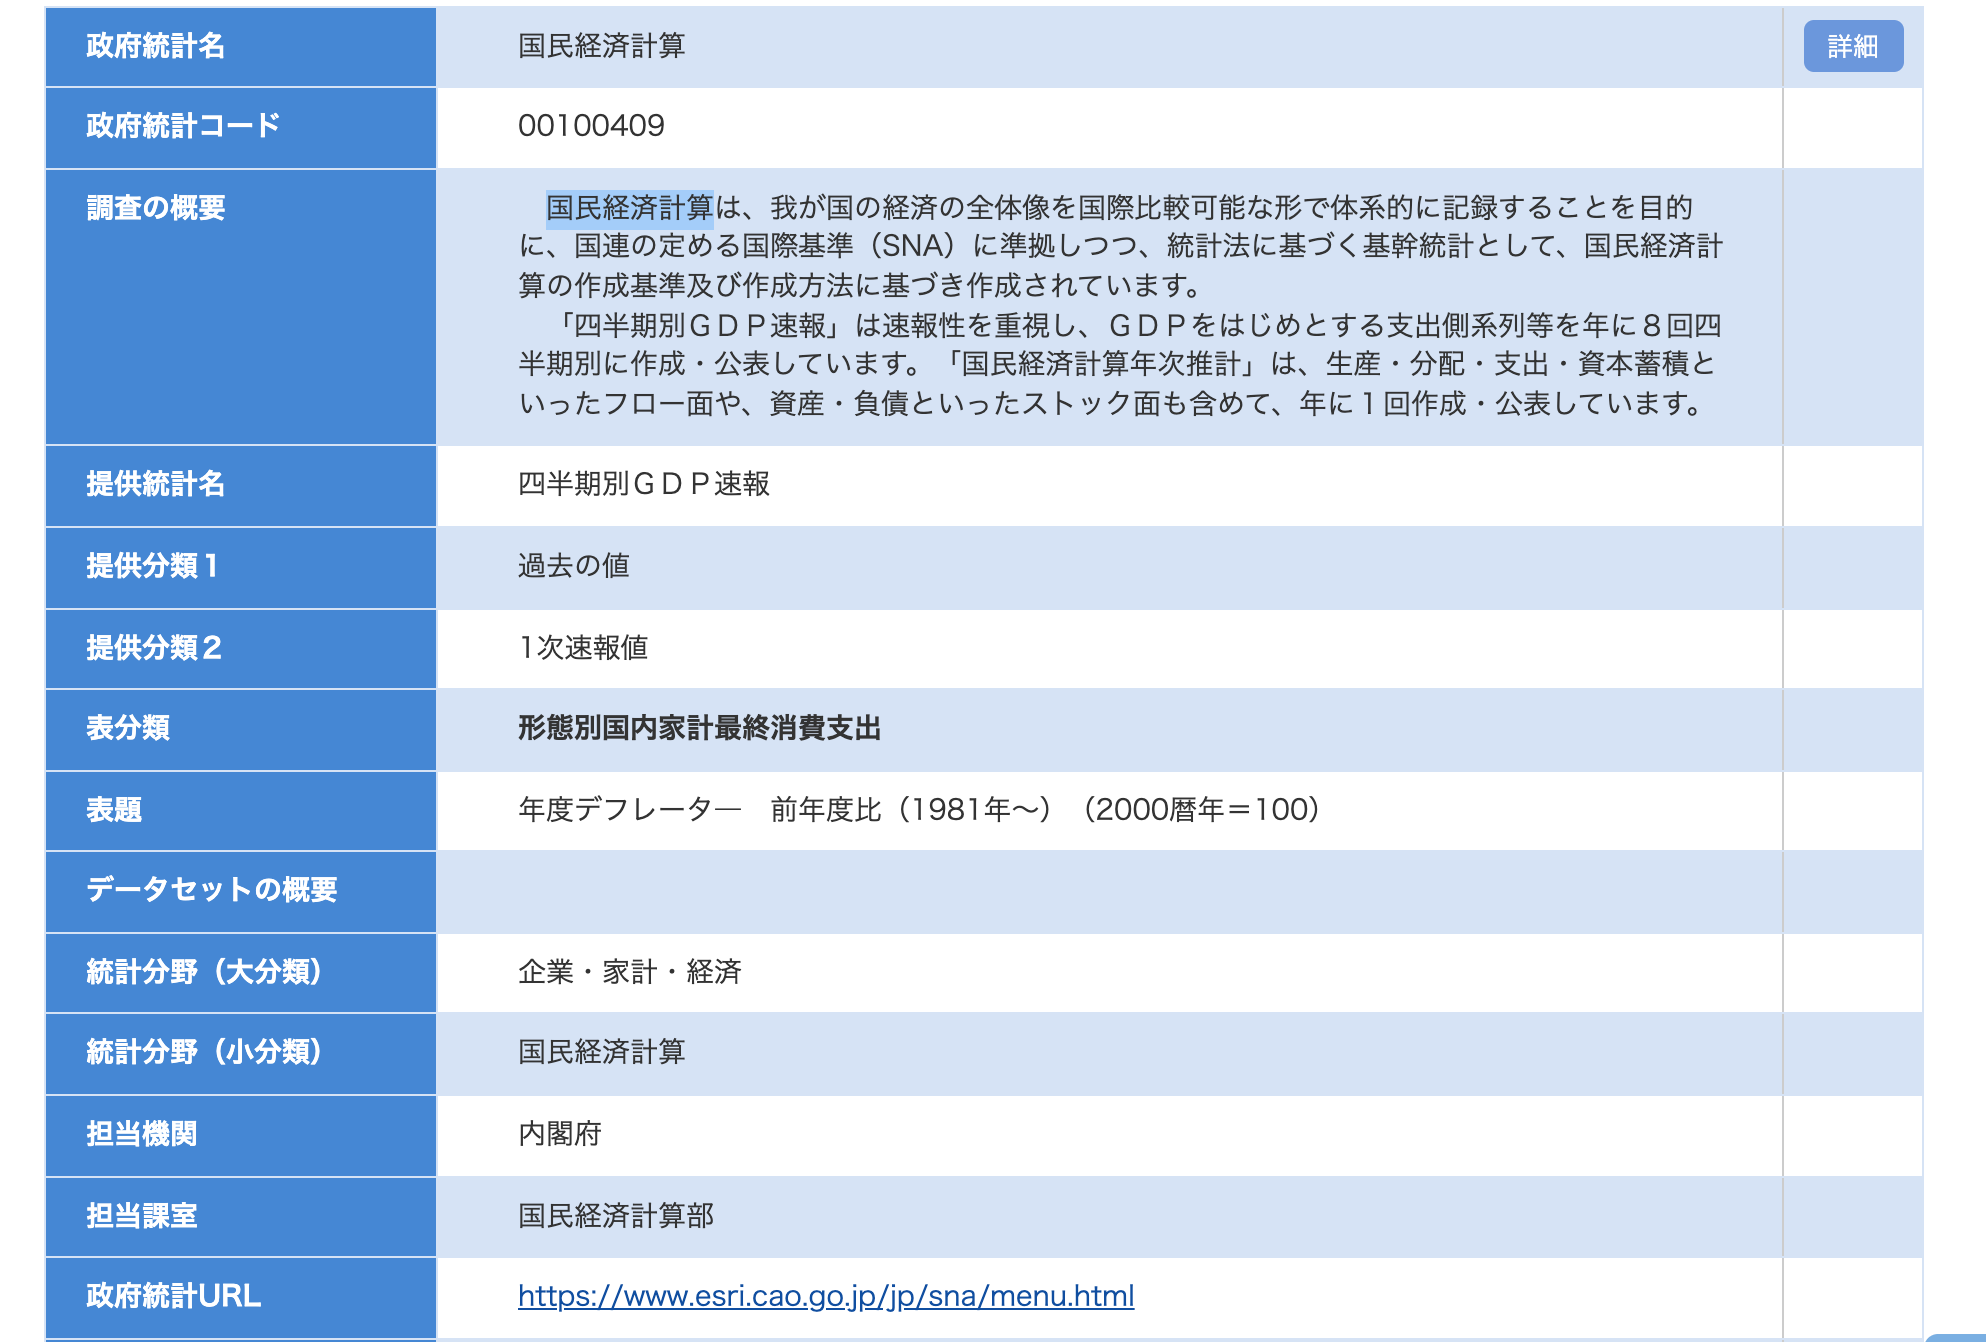 政府統計名
国民経済計算
詳細
政府統計コード
00100409
調査の概要
　国民経済計算は、我が国の経済の全体像を国際比較可能な形で体系的に記録することを目的
に、国連の定める国際基準（SNA）に準拠しつつ、統計法に基づく基幹統計として、国民経済計
算の作成基準及び作成方法に基づき作成されています。
　「四半期別ＧＤＰ速報」は速報性を重視し、ＧＤＰをはじめとする支出側系列等を年に８回四
半期別に作成・公表しています。「国民経済計算年次推計」は、生産・分配・支出・資本蓄積と
いったフロー面や、資産・負債といったストック面も含めて、年に１回作成・公表しています。
提供統計名
四半期別ＧＤＰ速報
提供分類１
過去の値
提供分類２
1次速報値
表分類
形態別国内家計最終消費支出
表題
年度デフレーター　前年度比（1981年～）（2000暦年＝100）
データセットの概要
統計分野（大分類）
企業・家計・経済
統計分野（小分類）
国民経済計算
担当機関
内閣府
担当課室
国民経済計算部
政府統計URL
https://www.esri.cao.go.jp/jp/sna/menu.html